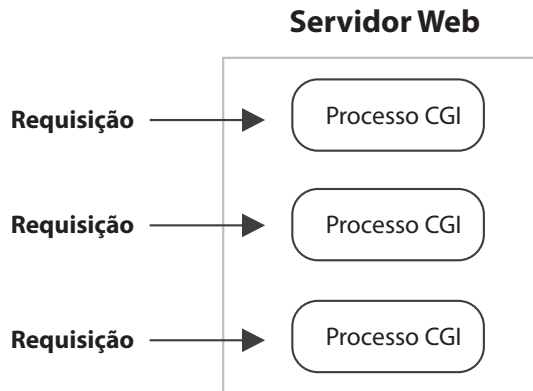 Servidor Web
Requisição
Processo CGI
Requisição
Processo CGI
Requisição
Processo CGI